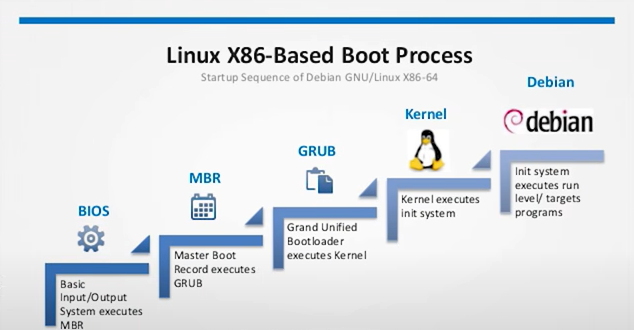 Linux X86-Based Boot Process
Startup Sequence of Debian GNU/Linux X86-64
BIOS
Basic
Input/Output
System executes
MBR
MBR
Master Boot
Record executes
GRUB
GRUB
Grand Unified
Bootloader
executes Kernel
Kernel
Kernel executes
init system
Debian
debian
Init system
executes run
level/ targets
programs